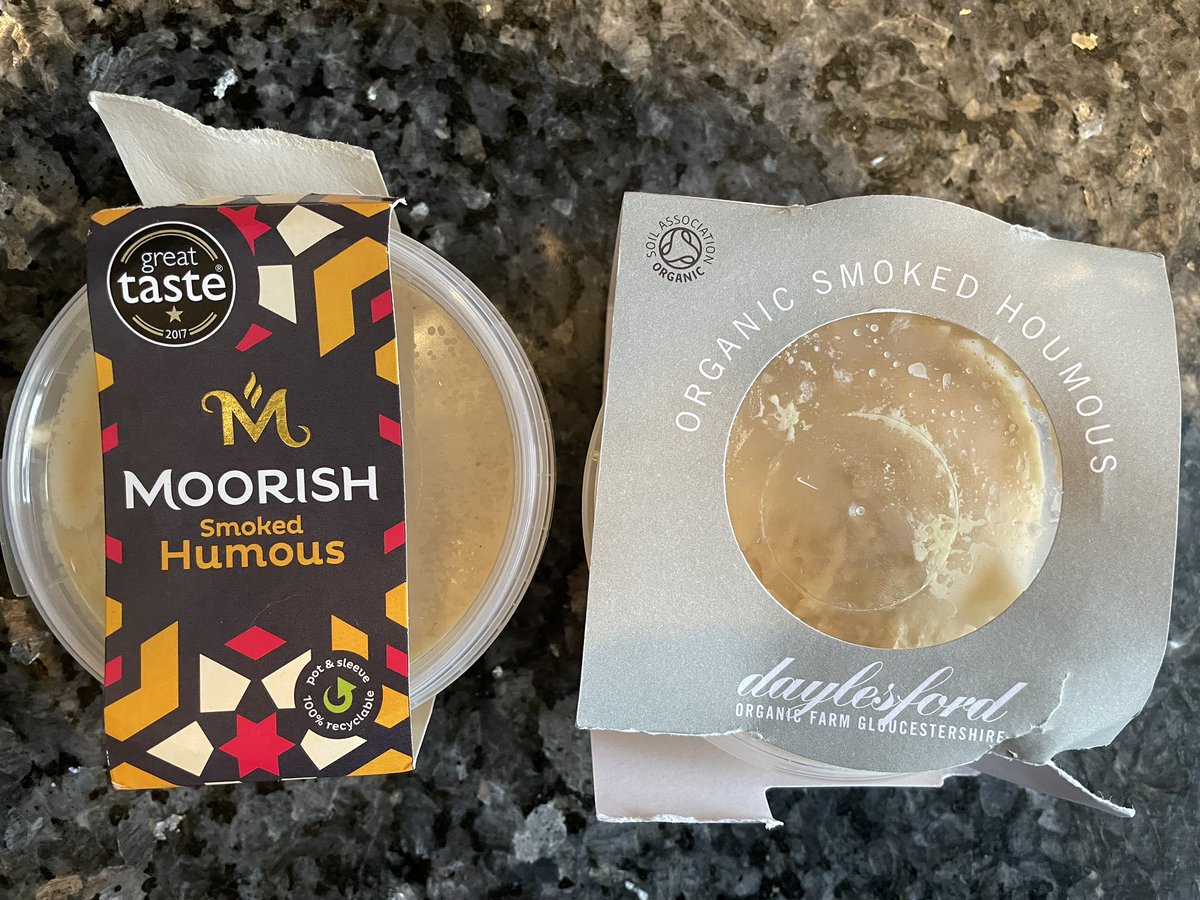 great
taste
2017
M
MOORISH
Smoked
Humous
pot & sleeve
100% recyclable
SOIL ASSOCIATION
ORGANIC
ORGANIC SMOKED HOUMOUS
daylesford
ORGANIC FARM GLOUCESTERSHIRE